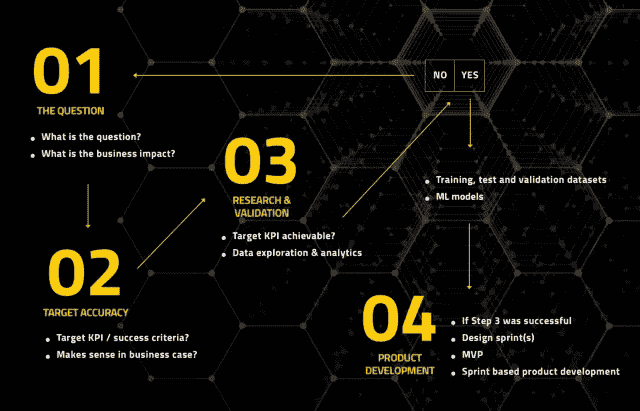 01
THE QUESTION
What is the question?
What is the business impact?
02
TARGET ACCURACY
Target KPI / success criteria?
Makes sense in business case?
03
RESEARCH &
VALIDATION
Target KPI achievable?
Data exploration & analytics
NO YES
Training, test and validation datasets
ML models
04
PRODUCT
DEVELOPMENT
If Step 3 was successful
Design sprint(s)
MVP
Sprint based product development